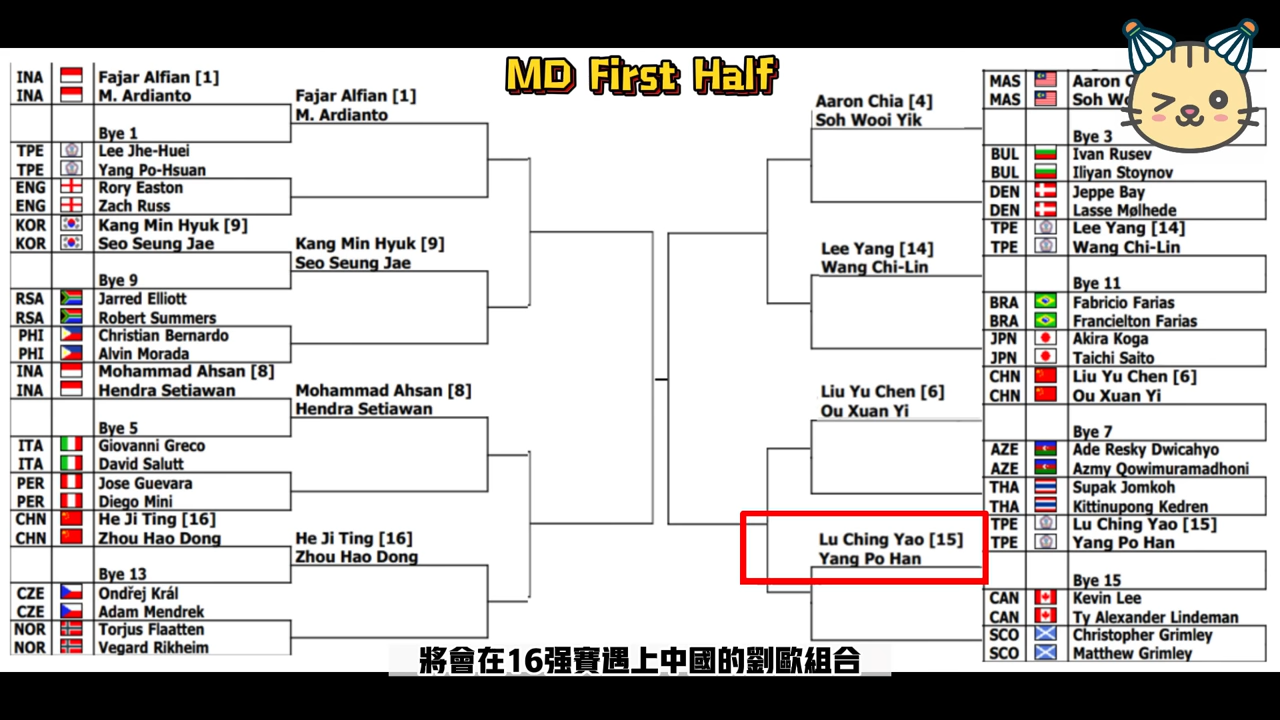 MD First Half
INA Fajar Alfian [1]
INA M. Ardianto
Bye 1
TPE Lee Jhe-Huei
TPE Yang Po-Hsuan
ENG Rory Easton
ENG Zach Russ
KOR Kang Min Hyuk [9]
KOR Seo Seung Jae
Bye 9
RSA Jarred Elliott
RSA Robert Summers
PHI Christian Bernardo
PHI Alvin Morada
INA Mohammad Ahsan [8]
INA Hendra Setiawan
Bye 5
ITA Giovanni Greco
ITA David Salutt
PER Jose Guevara
PER Diego Mini
CHN He Ji Ting [16]
CHN Zhou Hao Dong
Bye 13
CZE Ondřej Král
CZE Adam Mendrek
NOR Torjus Flaatten
NOR Vegard Rikheim
Fajar Alfian [1]
M. Ardianto
Kang Min Hyuk [9]
Seo Seung Jae
Mohammad Ahsan [8]
Hendra Setiawan
He Ji Ting [16]
Zhou Hao Dong
Aaron Chia [4]
Soh Wooi Yik
Lee Yang [14]
Wang Chi-Lin
Liu Yu Chen [6]
Ou Xuan Yi
Lu Ching Yao [15]
Yang Po Han
MAS Aaron
MAS Soh
Bye 3
BUL Ivan Rusev
BUL Iliyan Stoynov
DEN Jeppe Bay
DEN Lasse Mølhede
TPE Lee Yang [14]
TPE Wang Chi-Lin
Bye 11
BRA Fabricio Farias
BRA Francielton Farias
JPN Akira Koga
JPN Taichi Saito
CHN Liu Yu Chen [6]
CHN Ou Xuan Yi
Bye 7
AZE Ade Resky Dwicahyo
AZE Azmy Qowimuramadhoni
THA Supak Jomkoh
THA Kittinupong Kedren
TPE Lu Ching Yao [15]
TPE Yang Po Han
Bye 15
CAN Kevin Lee
CAN Ty Alexander Lindeman
SCO Christopher Grimley
SCO Matthew Grimley
將會在16强賽遇上中國的劉歐組合